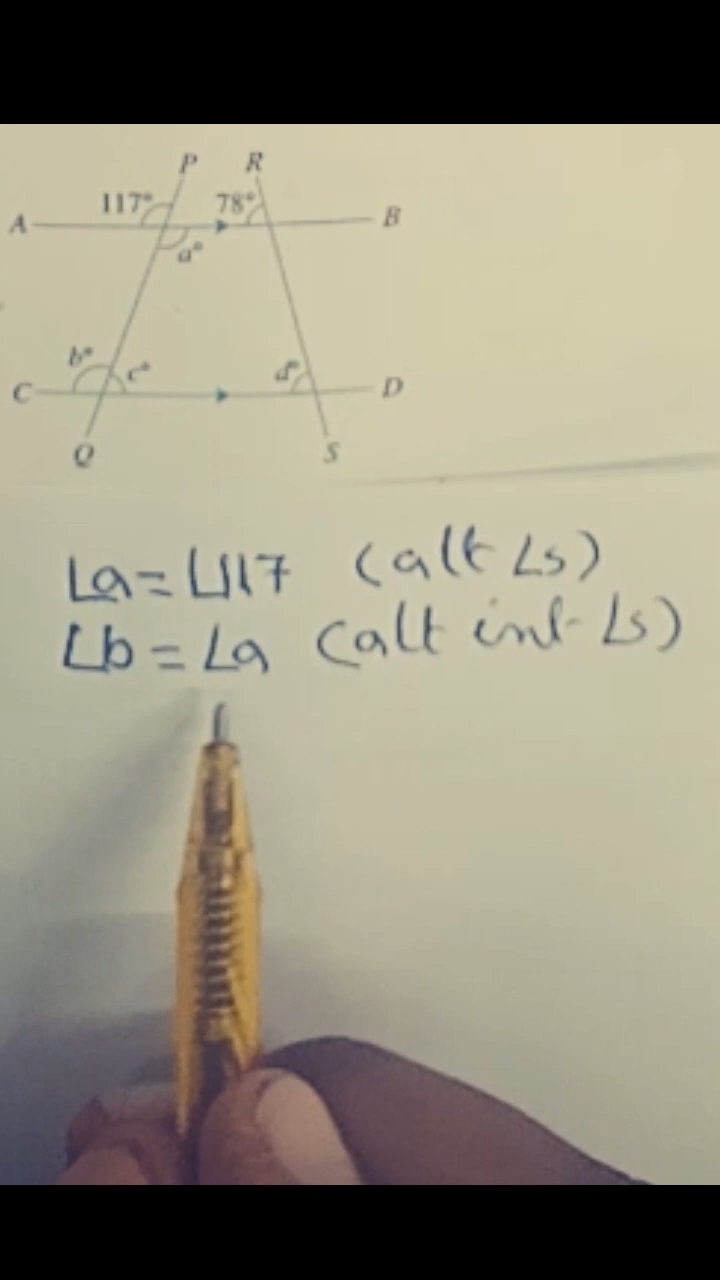 P R
117° 78°
A B
a°
b° c° d°
C D
Q S
∠a = ∠117 (alt ∠s)
∠b = ∠a (alt int ∠s)